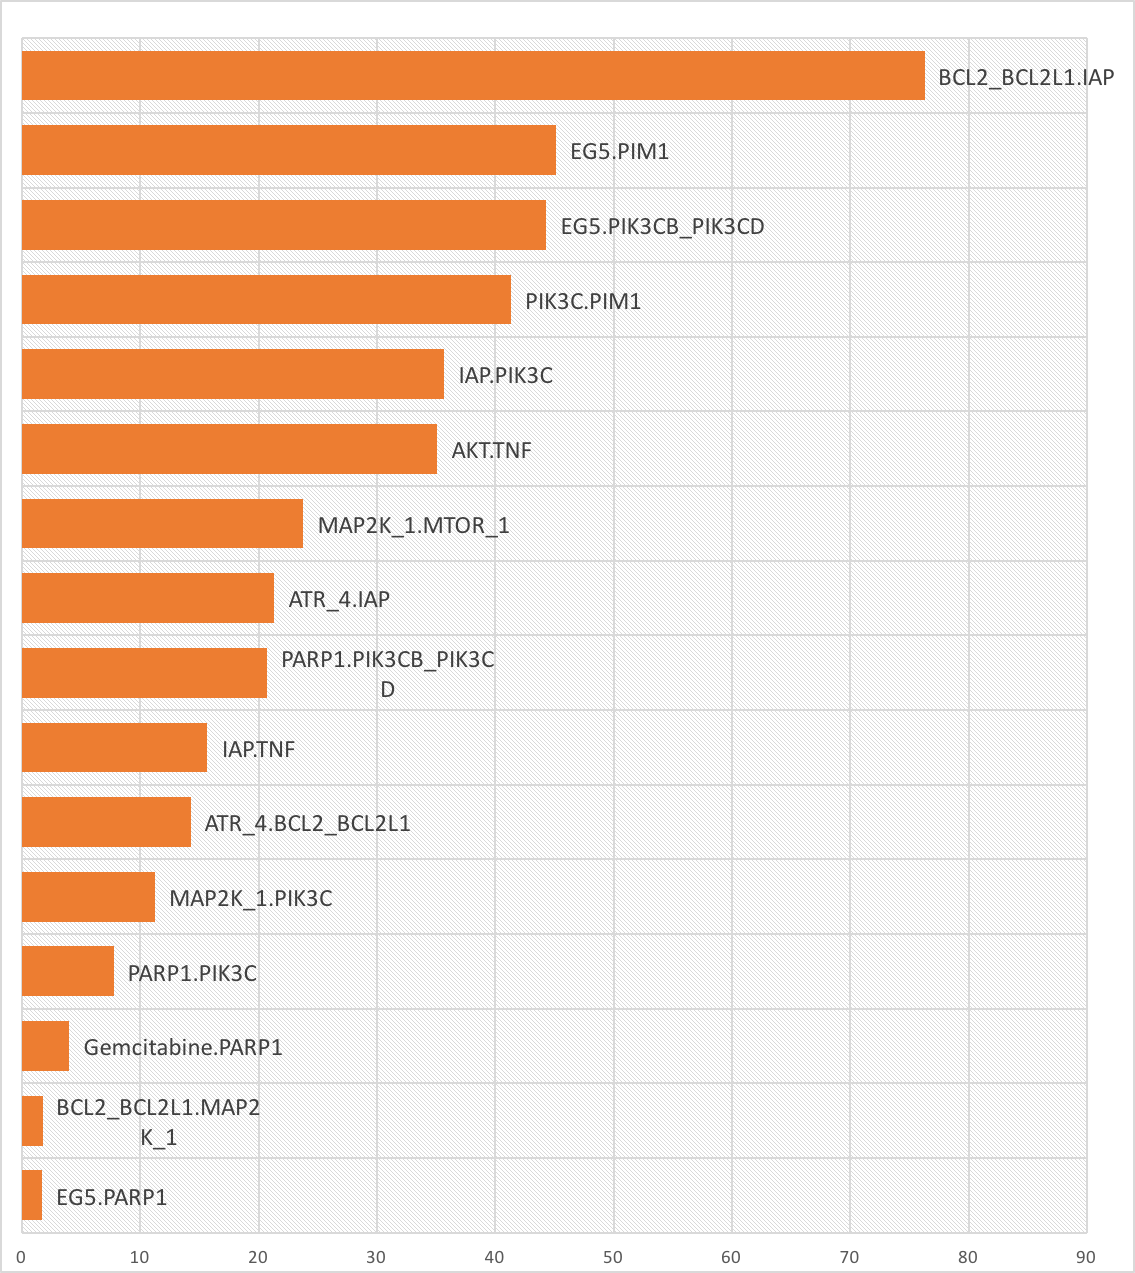 BCL2_BCL2L1.IAP
EG5.PIM1
EG5.PIK3CB_PIK3CD
PIK3C.PIM1
IAP.PIK3C
AKT.TNF
MAP2K_1.MTOR_1
ATR_4.IAP
PARP1.PIK3CB_PIK3C
D
IAP.TNF
ATR_4.BCL2_BCL2L1
MAP2K_1.PIK3C
PARP1.PIK3C
Gemcitabine.PARP1
BCL2_BCL2L1.MAP2
K_1
EG5.PARP1
0 10 20 30 40 50 60 70 80 90